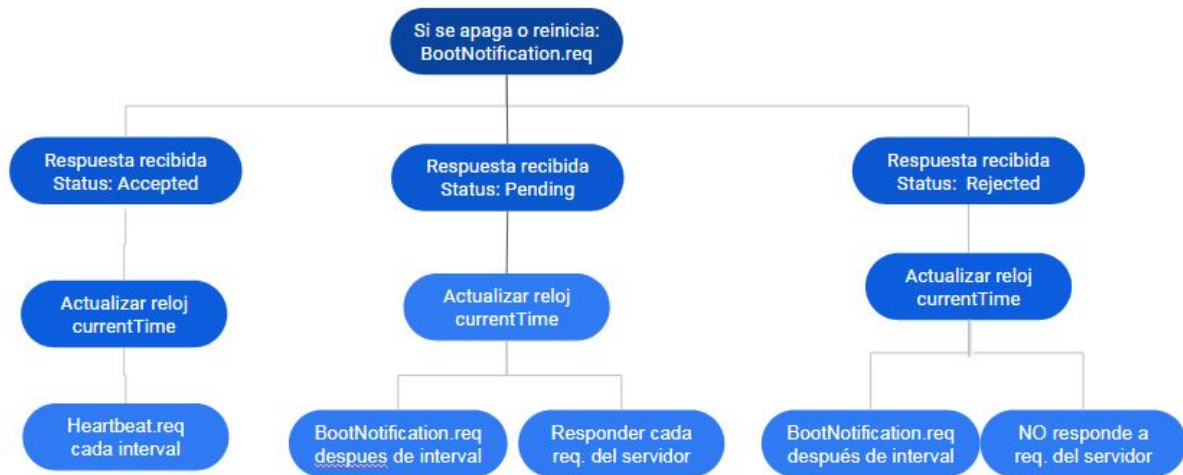 Si se apaga o reinicia:
BootNotification.req
Respuesta recibida
Status: Accepted
Respuesta recibida
Status: Pending
Respuesta recibida
Status: Rejected
Actualizar reloj
currentTime
Actualizar reloj
currentTime
Actualizar reloj
currentTime
Heartbeat.req
cada interval
BootNotification.req
despues de interval
Responder cada
req. del servidor
BootNotification.req
después de interval
NO responde a
req. del servidor